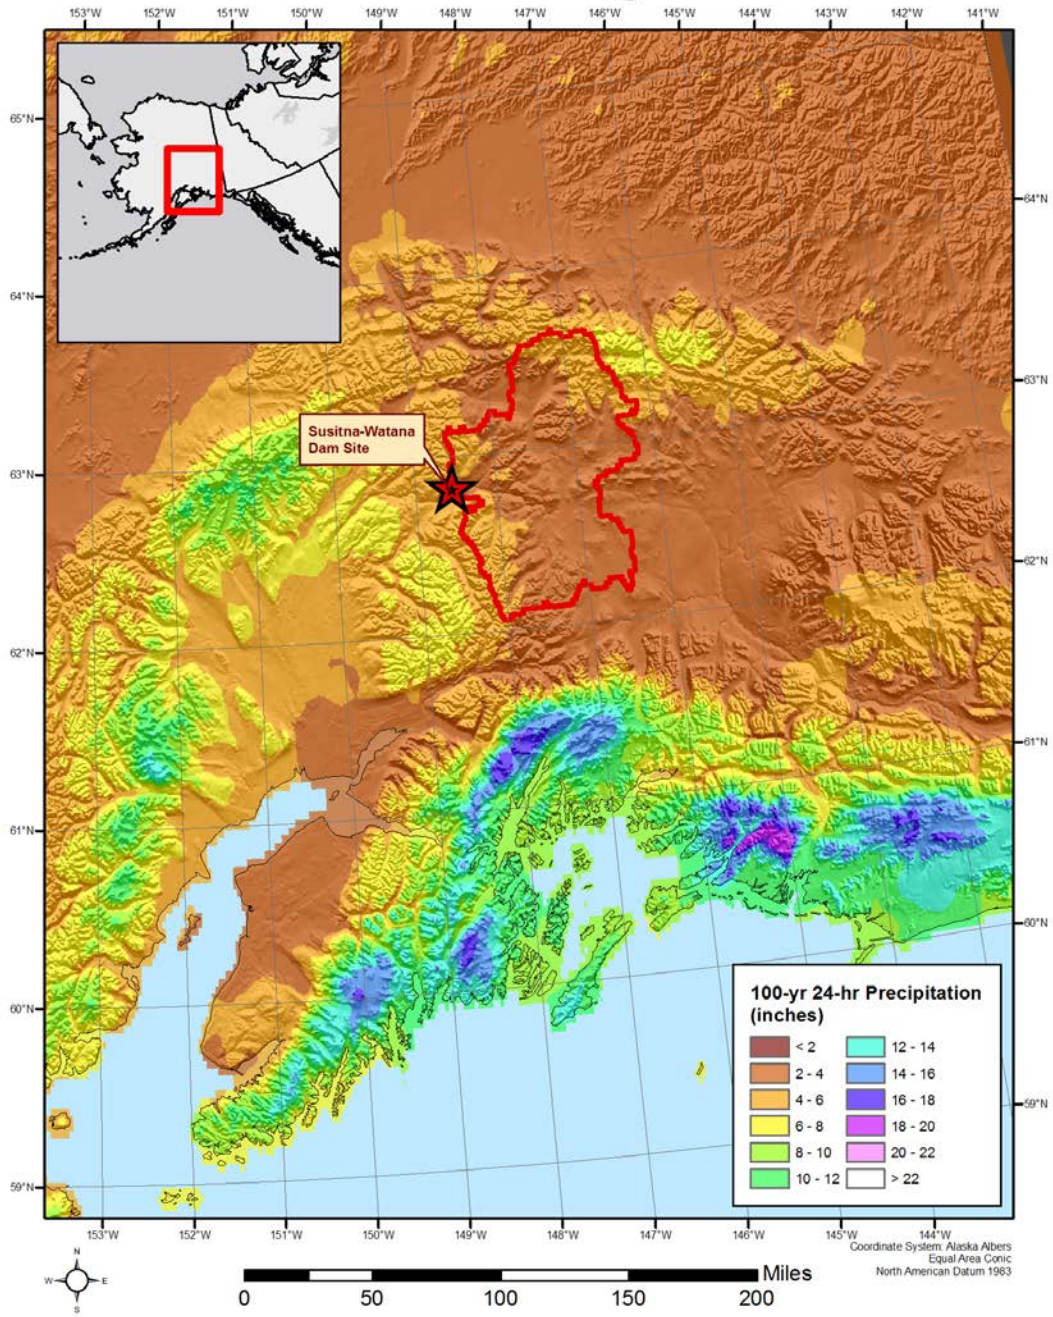 153°W 152°W 151°W 150°W 149°W 148°W 147°W 146°W 145°W 144°W 143°W 142°W 141°W
65°N
64°N
64°N
63°N
Susitna-Watana
Dam Site
63°N
62°N
62°N
61°N
61°N
60°N
60°N
59°N
59°N
100-yr 24-hr Precipitation
(inches)
< 2 12 - 14
2 - 4 14 - 16
4 - 6 16 - 18
6 - 8 18 - 20
8 - 10 20 - 22
10 - 12 > 22
153°W 152°W 151°W 150°W 149°W 148°W 147°W 146°W 145°W 144°W
Coordinate System: Alaska Albers
Equal Area Conic
North American Datum 1983
N
W E
S
Miles
0 50 100 150 200